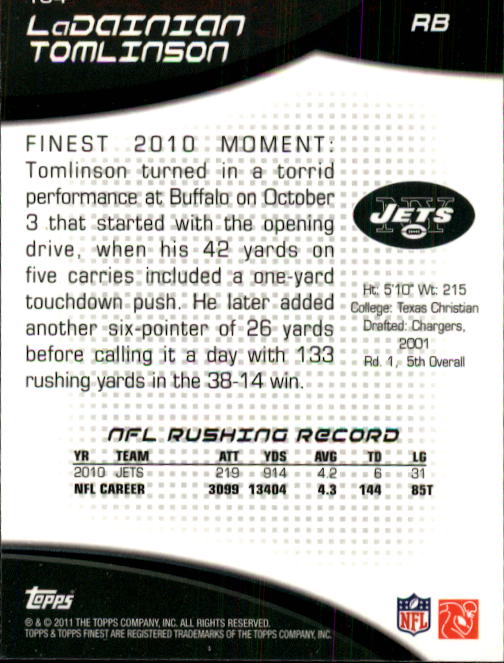 LaDAINIAN
TOMLINSON
RB
FINEST 2010 MOMENT:
Tomlinson turned in a torrid
performance at Buffalo on October
3 that started with the opening
drive, when his 42 yards on
five carries included a one-yard
touchdown push. He later added
another six-pointer of 26 yards
before calling it a day with 133
rushing yards in the 38-14 win.
NY
JETS
Ht: 5'10" Wt: 215
College: Texas Christian
Drafted: Chargers,
2001
Rd. 1, 5th Overall
NFL RUSHING RECORD
YR TEAM ATT YDS AVG TD LG
2010 JETS 219 914 4.2 6 31
NFL CAREER 3099 13404 4.3 144 85T
Topps
® & © 2011 THE TOPPS COMPANY, INC. ALL RIGHTS RESERVED.
TOPPS & TOPPS FINEST ARE REGISTERED TRADEMARKS OF THE TOPPS COMPANY, INC.
NFL